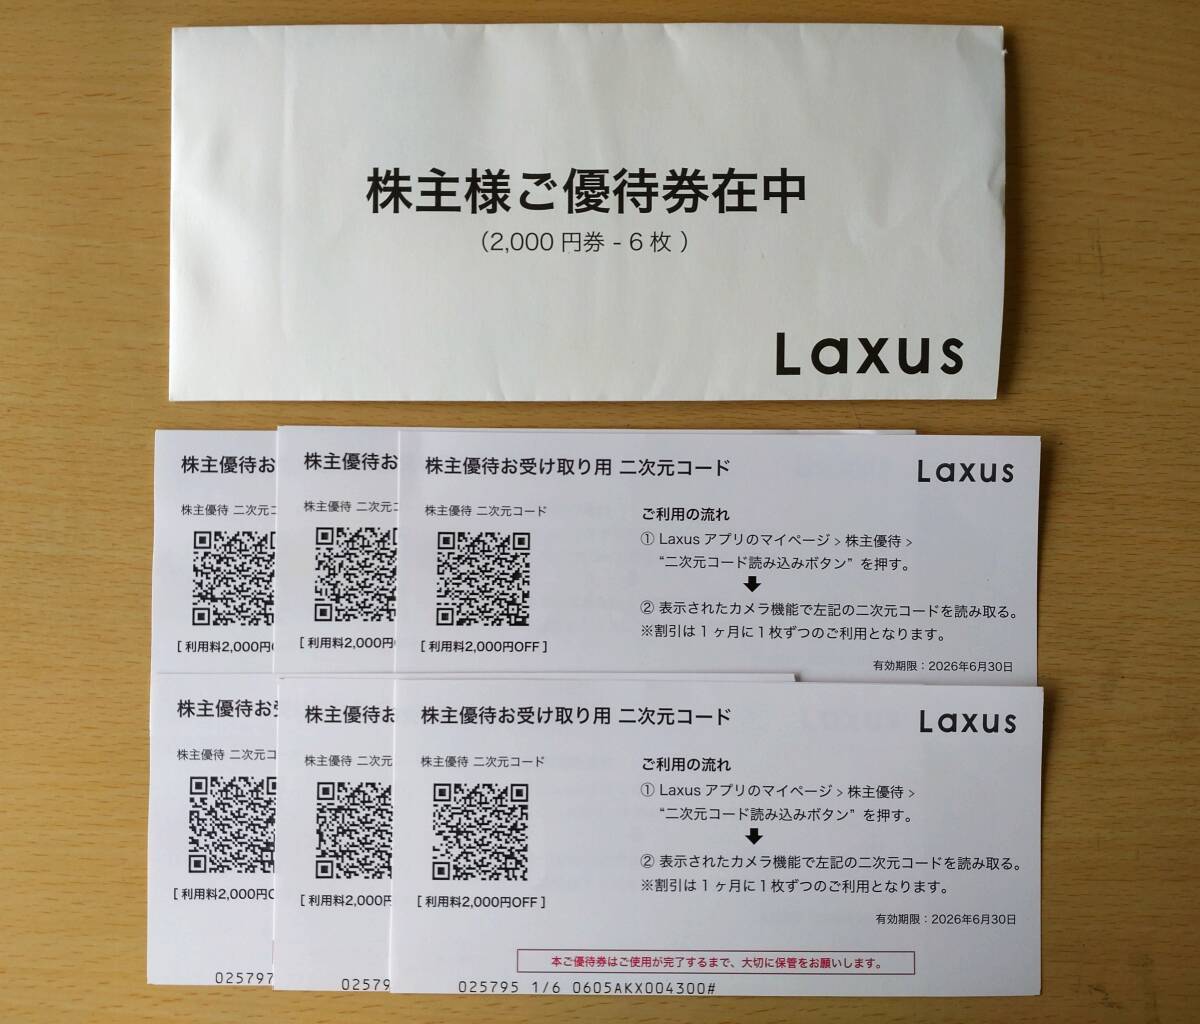 株主様ご優待券在中
（2,000 円券 - 6 枚 ）
Laxus
株主優待お
株主優待 二次元コ
[ 利用料2,000円
株主優待お
株主優待 二次元コ
[ 利用料2,000円
株主優待お受け取り用 二次元コード
Laxus
株主優待 二次元コード
[ 利用料2,000円OFF ]
ご利用の流れ
① Laxus アプリのマイページ > 株主優待 >
“二次元コード読み込みボタン” を押す。
② 表示されたカメラ機能で左記の二次元コードを読み取る。
※割引は 1 ヶ月に 1 枚ずつのご利用となります。
有効期限：2026年6月30日
株主優待お受
株主優待 二次元コ
[ 利用料2,000円O
025797
株主優待お
株主優待 二次元
[ 利用料2,000円
02579
株主優待お受け取り用 二次元コード
Laxus
株主優待 二次元コード
[ 利用料2,000円OFF ]
ご利用の流れ
① Laxus アプリのマイページ > 株主優待 >
“二次元コード読み込みボタン” を押す。
② 表示されたカメラ機能で左記の二次元コードを読み取る。
※割引は 1 ヶ月に 1 枚ずつのご利用となります。
有効期限：2026年6月30日
本ご優待券はご使用が完了するまで、大切に保管をお願いします。
025795 1/6 0605AKX004300#